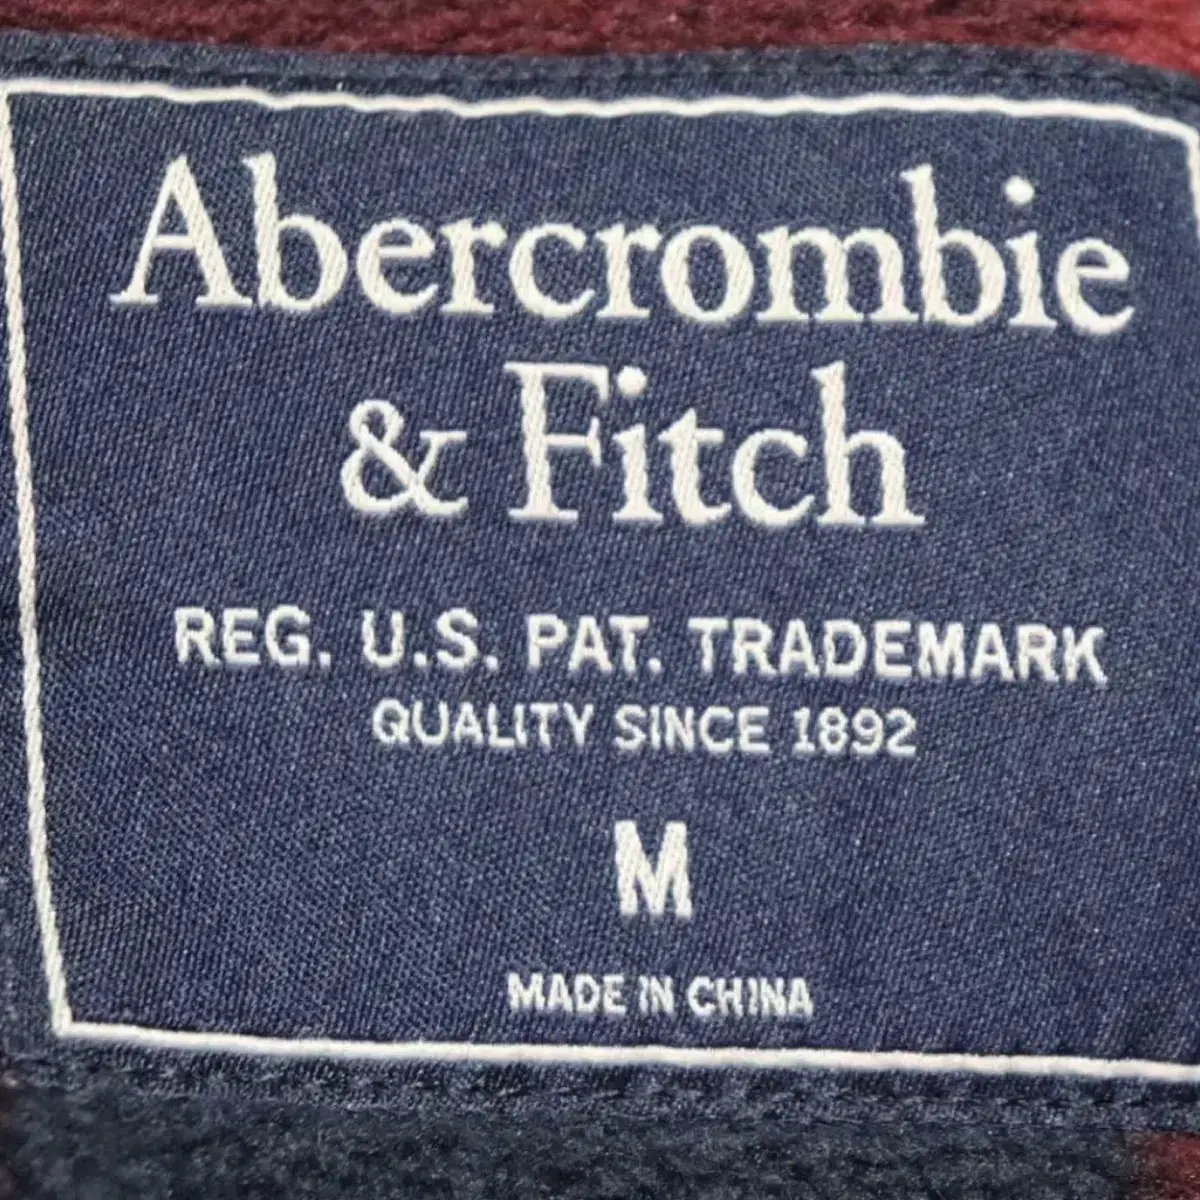 Abercrombie
& Fitch
REG. U.S. PAT. TRADEMARK
QUALITY SINCE 1892
M
MADE IN CHINA